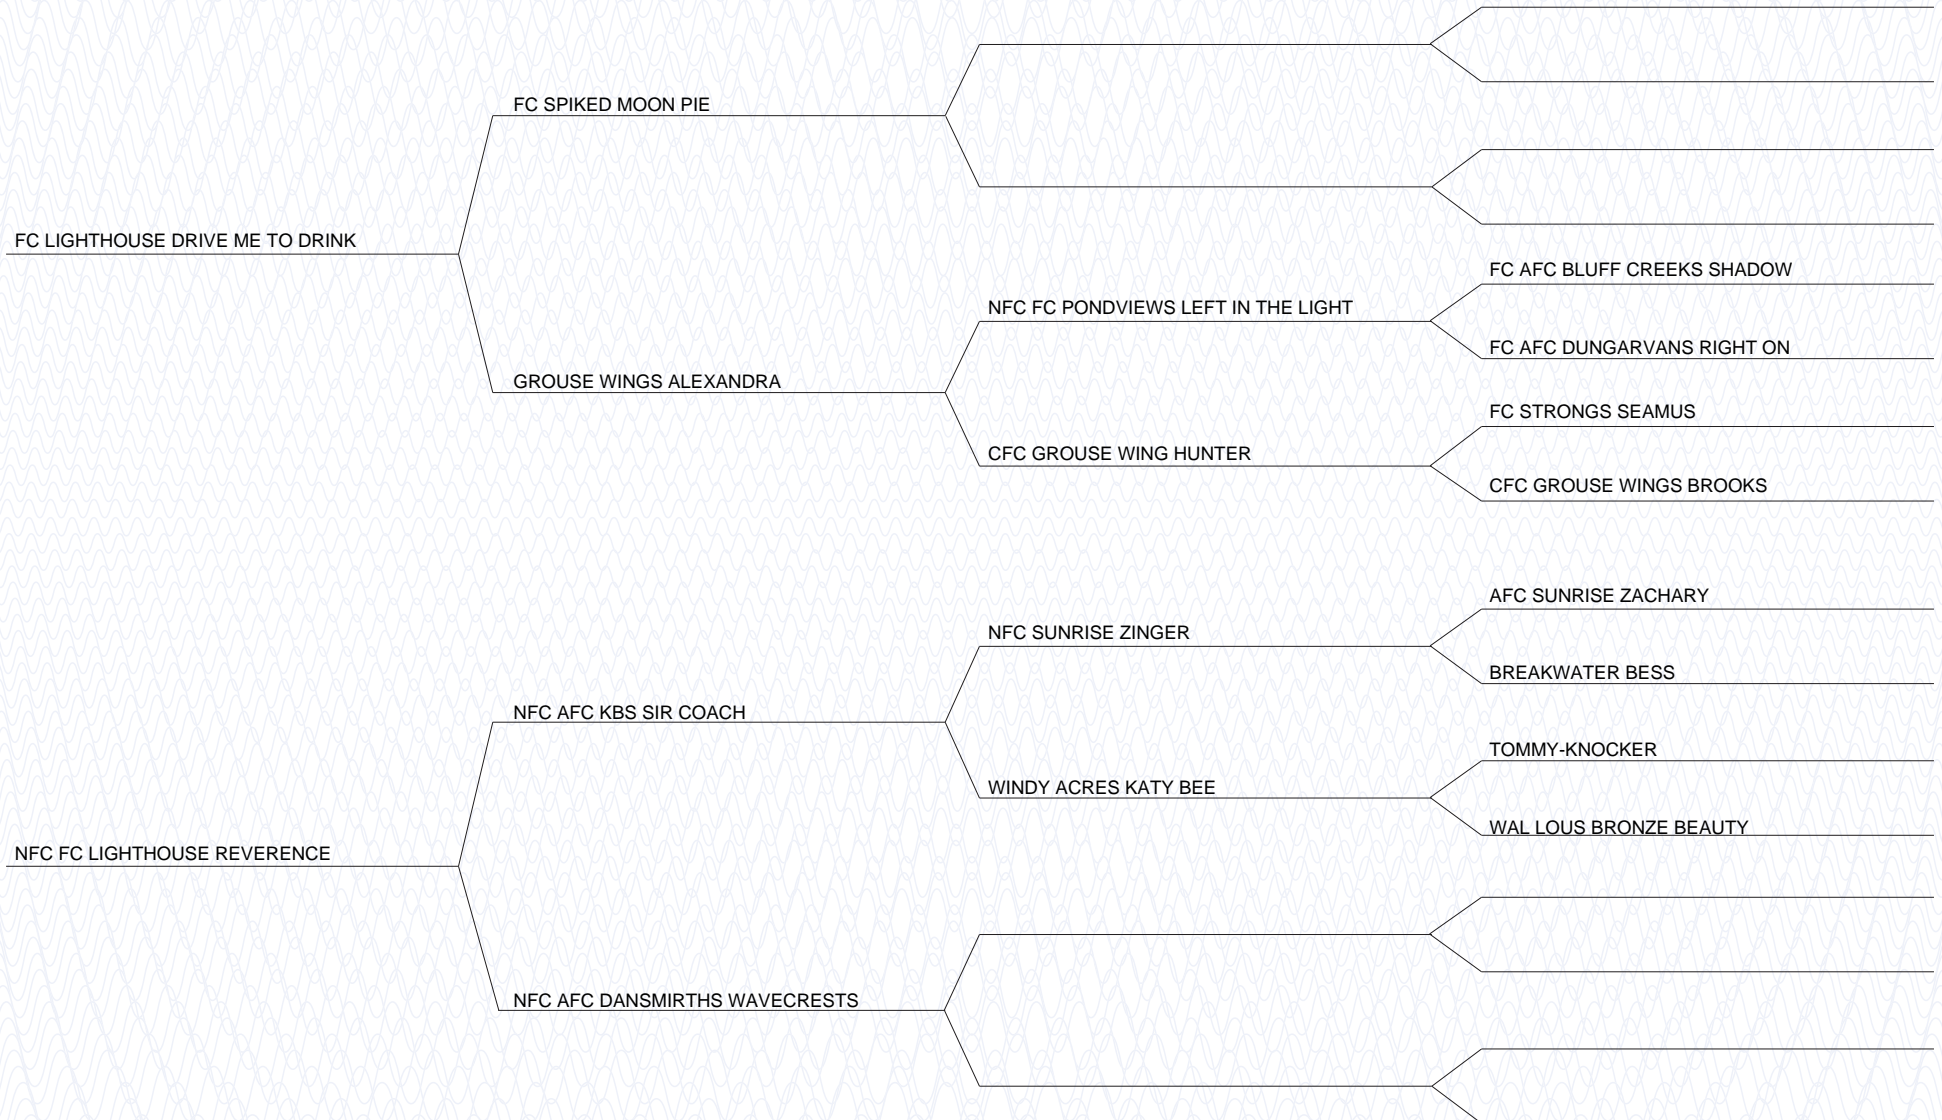 FC SPIKED MOON PIE
FC LIGHTHOUSE DRIVE ME TO DRINK
FC AFC BLUFF CREEKS SHADOW
NFC FC PONDVIEWS LEFT IN THE LIGHT
FC AFC DUNGARVANS RIGHT ON
GROUSE WINGS ALEXANDRA
FC STRONGS SEAMUS
CFC GROUSE WING HUNTER
CFC GROUSE WINGS BROOKS
AFC SUNRISE ZACHARY
NFC SUNRISE ZINGER
BREAKWATER BESS
NFC AFC KBS SIR COACH
TOMMY-KNOCKER
WINDY ACRES KATY BEE
WAL LOUS BRONZE BEAUTY
NFC FC LIGHTHOUSE REVERENCE
NFC AFC DANSMIRTHS WAVECRESTS